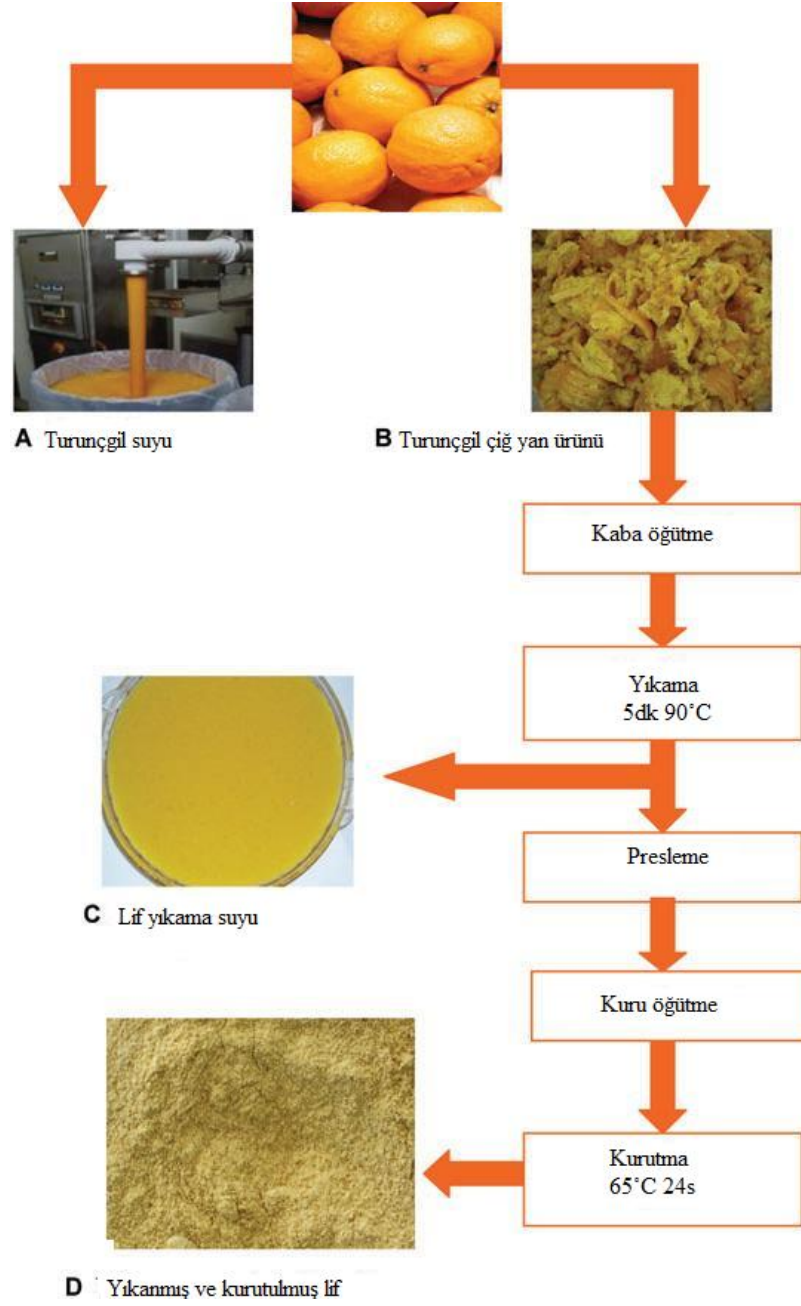 A Turunçgil suyu
B Turunçgil çiğ yan ürünü
Kaba öğütme
Yıkama
5dk 90˚C
C Lif yıkama suyu
Presleme
Kuru öğütme
Kurutma
65˚C 24s
D Yıkanmış ve kurutulmuş lif